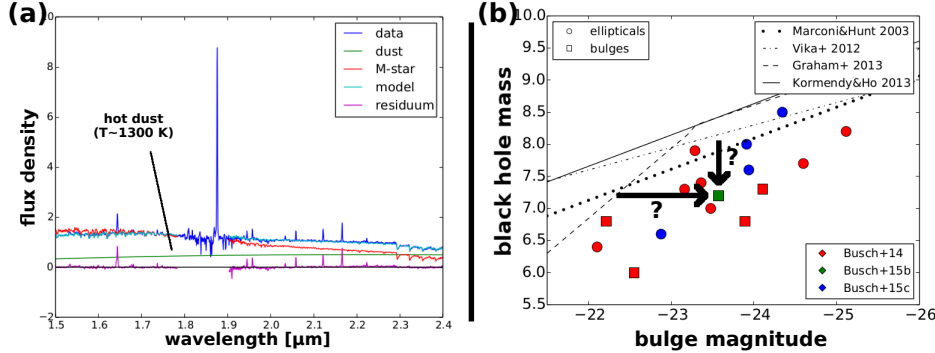 (a)
data
dust
M-star
model
residuum
hot dust
(T~1300 K)
flux density
10
8
6
4
2
0
−2
1.5 1.6 1.7 1.8 1.9 2.0 2.1 2.2 2.3 2.4
wavelength [μm]
(b)
ellipticals
bulges
Marconi&Hunt 2003
Vika+ 2012
Graham+ 2013
Kormendy&Ho 2013
black hole mass
9.5
9.0
8.5
8.0
7.5
7.0
6.5
6.0
5.5
?
?
Busch+14
Busch+15b
Busch+15c
−22 −23 −24 −25 −26
bulge magnitude